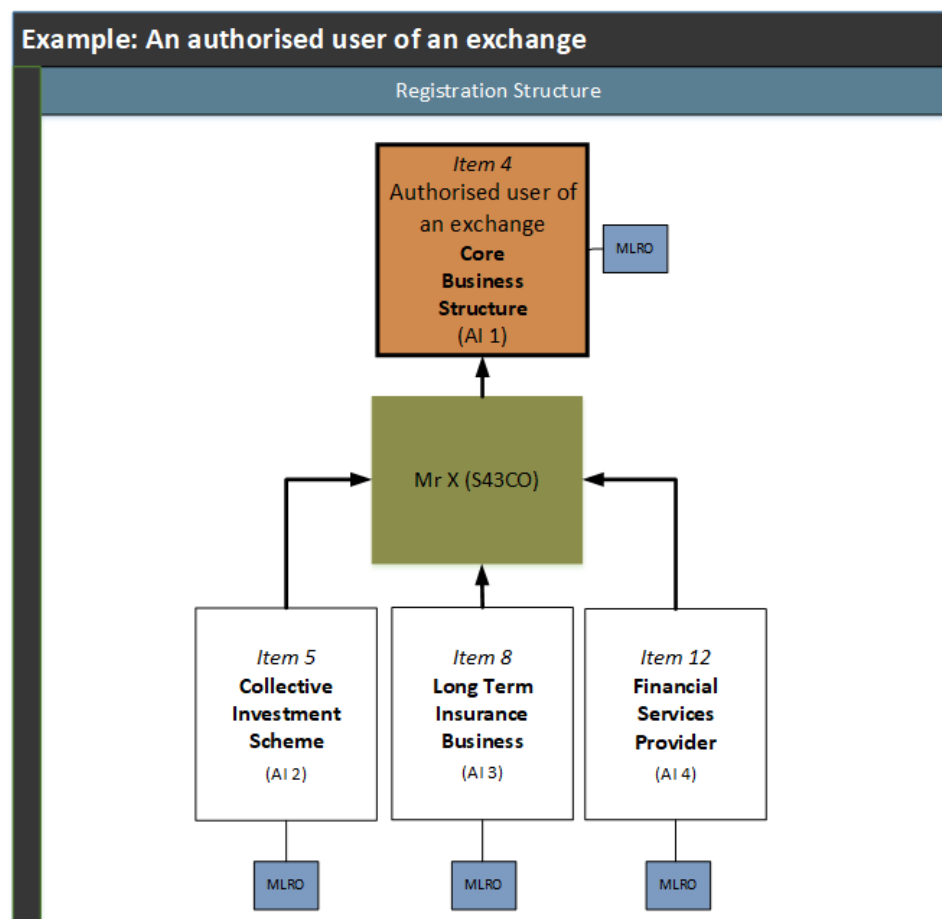 Example: An authorised user of an exchange
Registration Structure
Item 4
Authorised user of
an exchange
Core
Business
Structure
(AI 1)
MLRO
Mr X (S43CO)
Item 5
Collective
Investment
Scheme
(AI 2)
Item 8
Long Term
Insurance
Business
(AI 3)
Item 12
Financial
Services
Provider
(AI 4)
MLRO
MLRO
MLRO